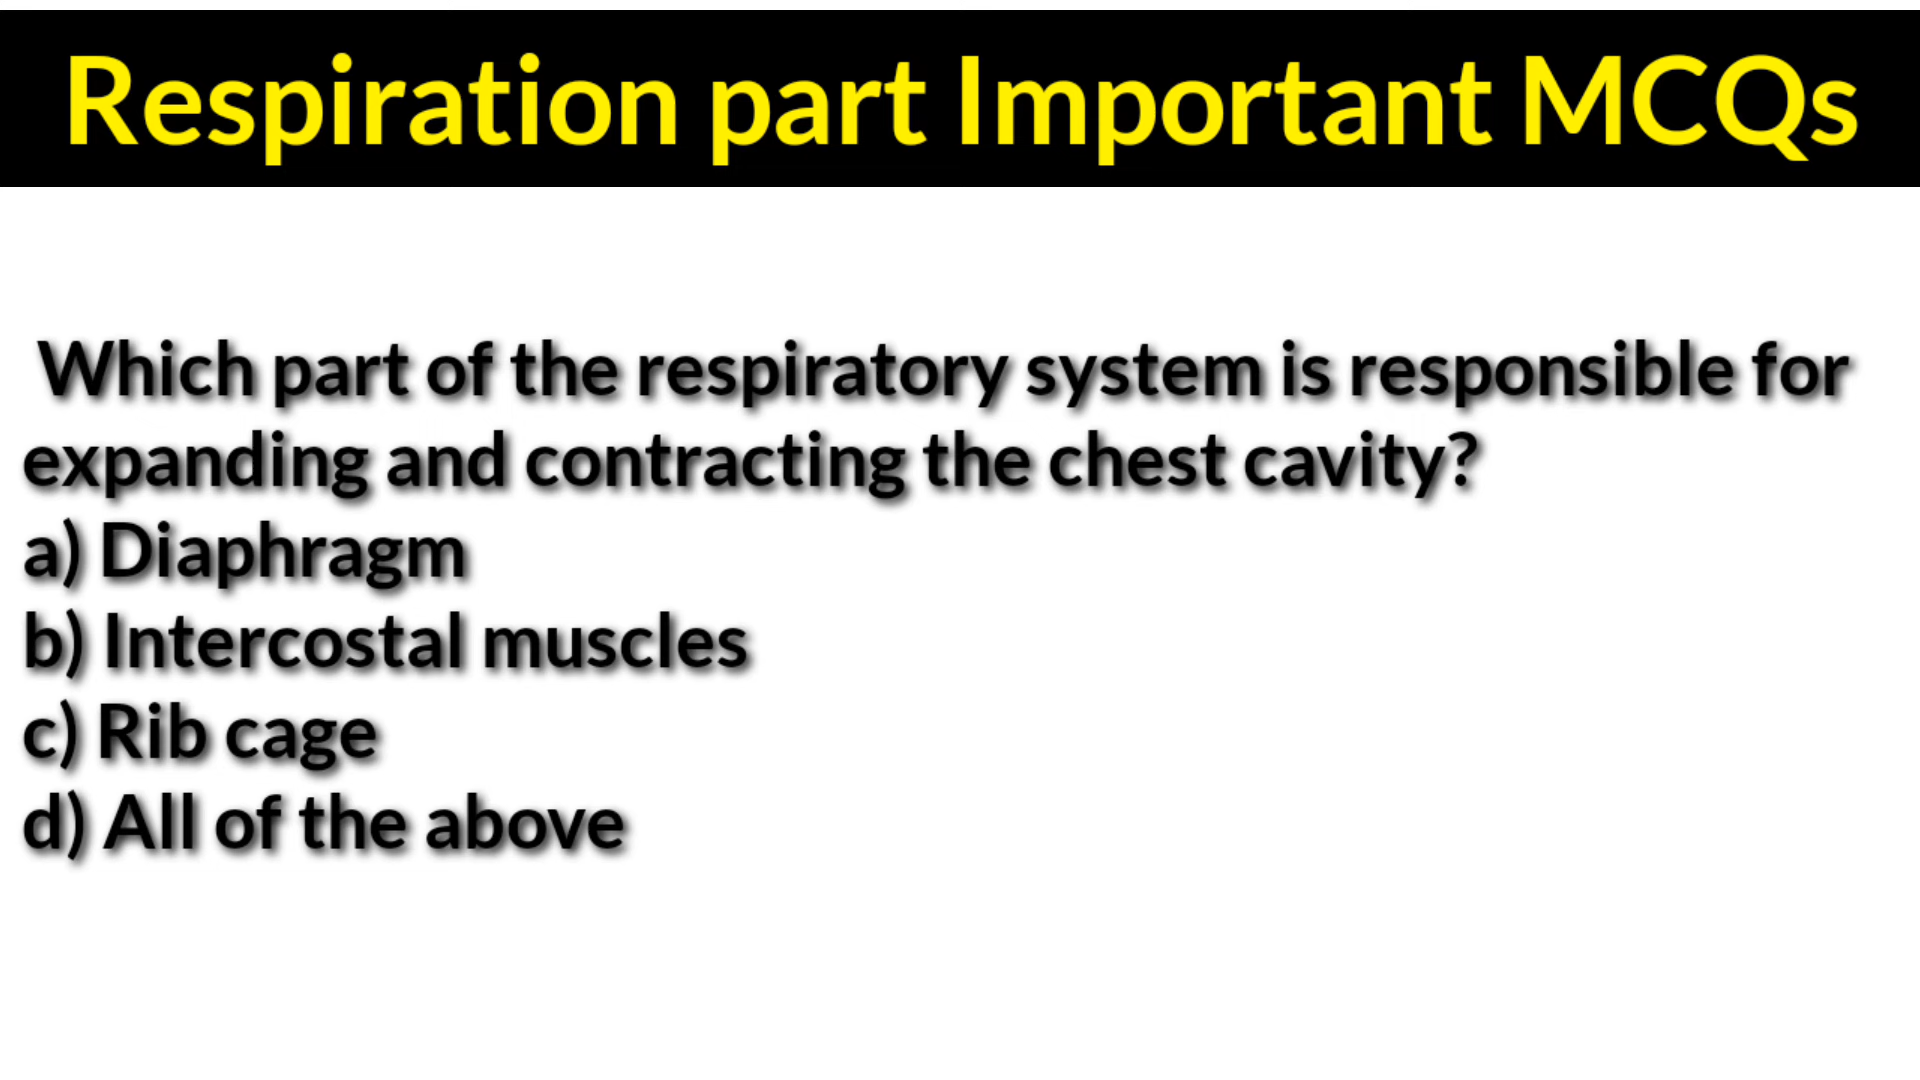 Respiration part Important MCQs
Which part of the respiratory system is responsible for
expanding and contracting the chest cavity?
a) Diaphragm
b) Intercostal muscles
c) Rib cage
d) All of the above